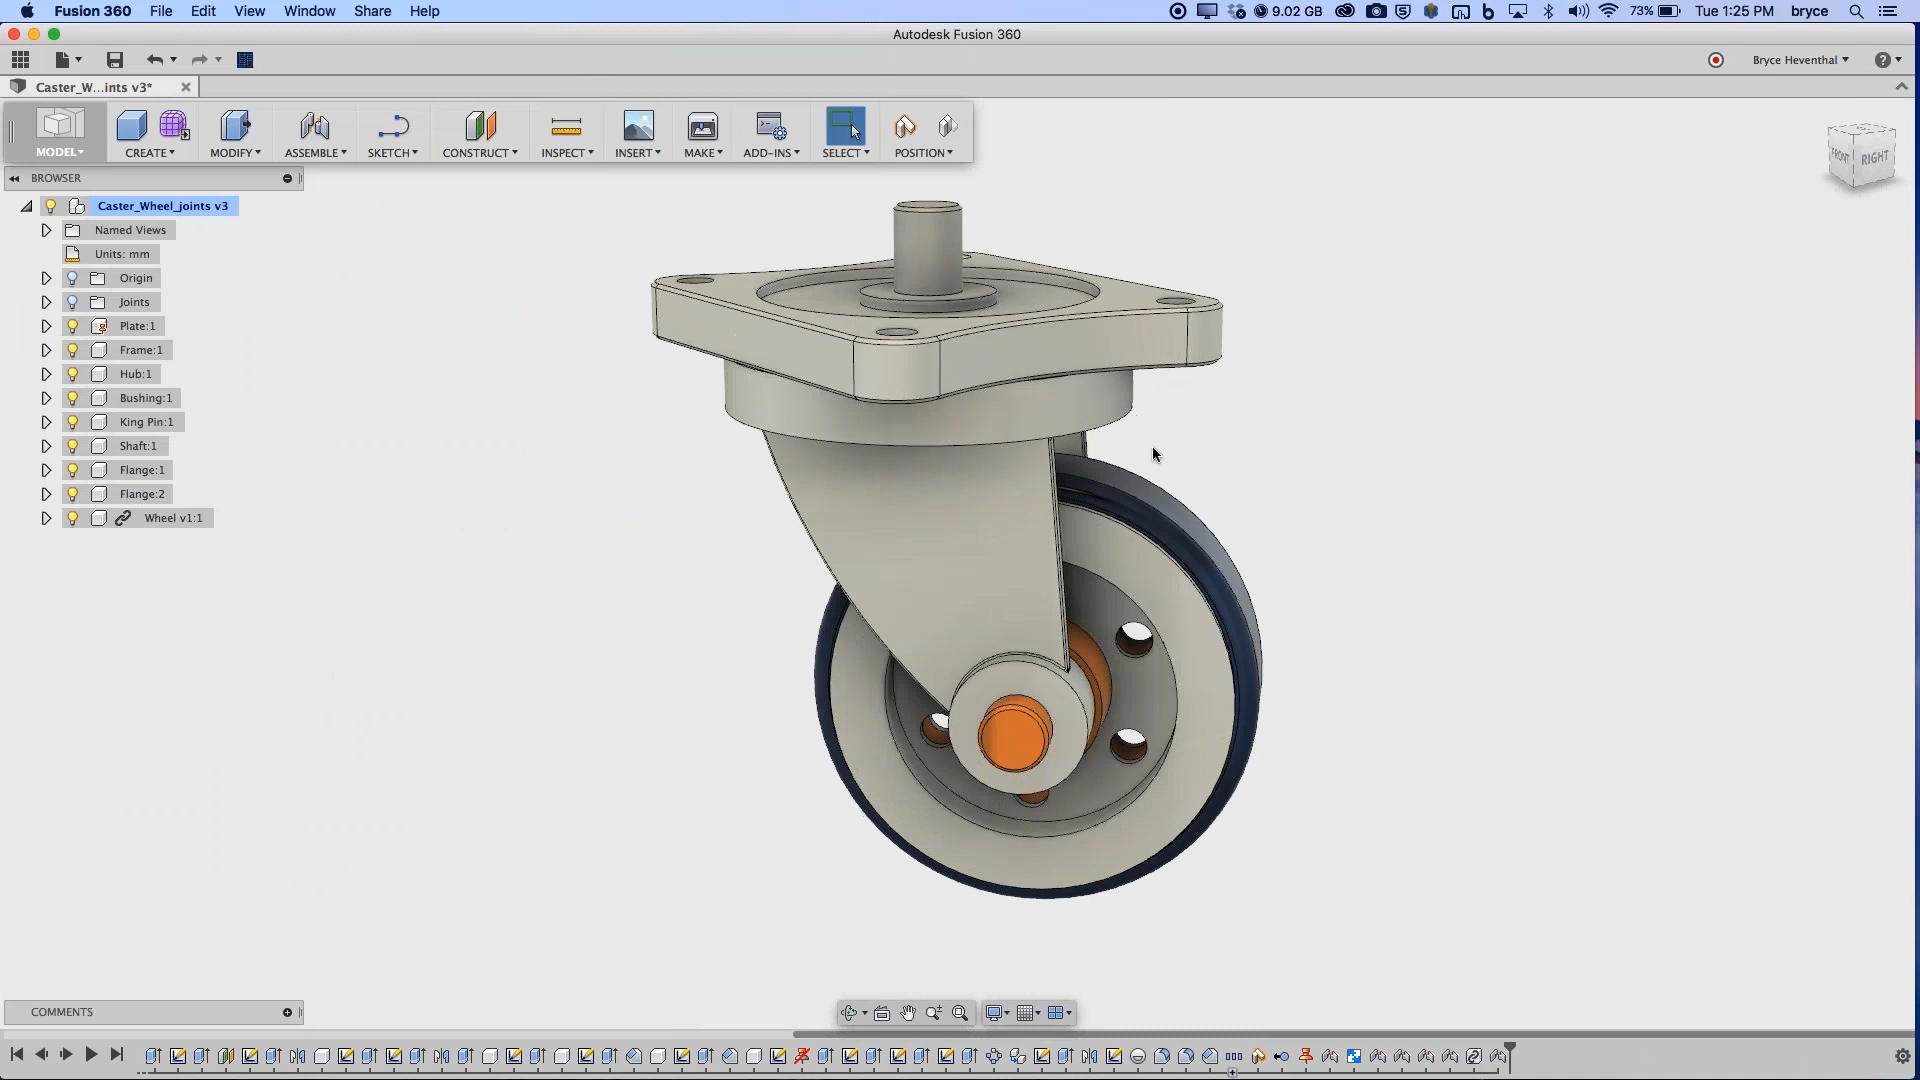 Fusion 360 File Edit View Window Share Help 9.02 GB 73% Tue 1:25 PM bryce
Autodesk Fusion 360
Bryce Heventhal
Caster_W...ints v3*
MODEL CREATE MODIFY ASSEMBLE SKETCH CONSTRUCT INSPECT INSERT MAKE ADD-INS SELECT POSITION
FRONT RIGHT
BROWSER
Caster_Wheel_joints v3
Named Views
Units: mm
Origin
Joints
Plate:1
Frame:1
Hub:1
Bushing:1
King Pin:1
Shaft:1
Flange:1
Flange:2
Wheel v1:1
COMMENTS